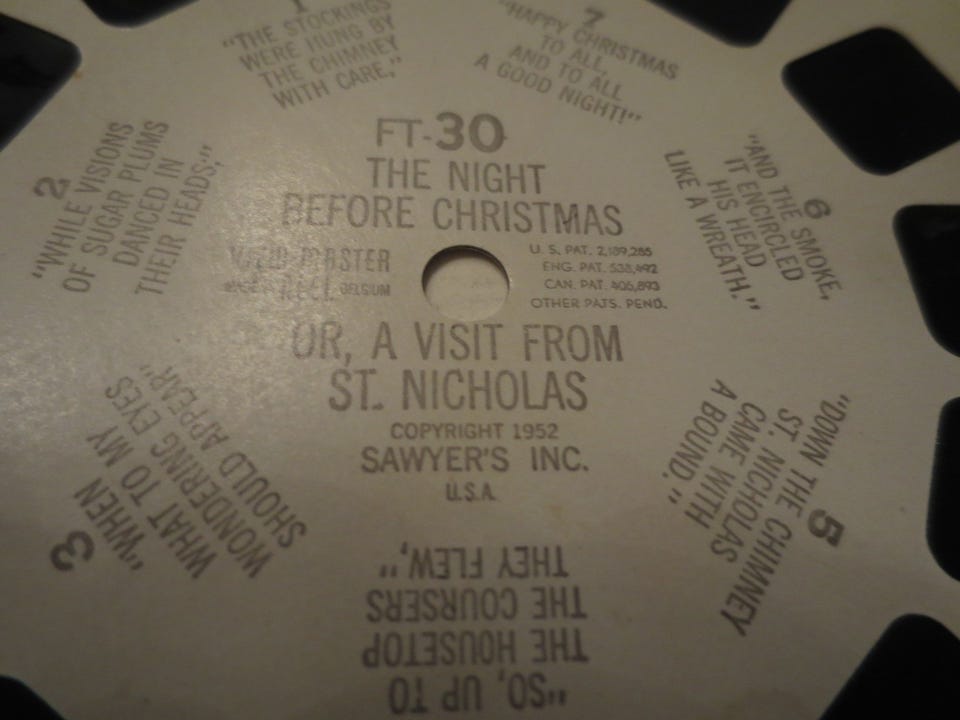 FT-30
THE NIGHT
BEFORE CHRISTMAS
VIEW-MASTER
REEL BELGIUM
U.S. PAT. 2,189,285
ENG. PAT. 538,492
CAN. PAT. 406,893
OTHER PATS. PEND.
OR, A VISIT FROM
ST. NICHOLAS
COPYRIGHT 1952
SAWYER'S INC.
U.S.A.
1
"THE STOCKINGS
WERE HUNG BY
THE CHIMNEY
WITH CARE,"
2
"WHILE VISIONS
OF SUGAR PLUMS
DANCED IN
THEIR HEADS;"
3
"WHEN
WHAT TO MY
WONDERING EYES
SHOULD APPEAR"
"SO, UP TO
THE HOUSETOP
THE COURSERS
THEY FLEW,"
5
"DOWN THE CHIMNEY
ST. NICHOLAS
CAME WITH
A BOUND."
6
"AND THE SMOKE,
IT ENCIRCLED
HIS HEAD
LIKE A WREATH."
7
"HAPPY CHRISTMAS
TO ALL,
AND TO ALL
A GOOD NIGHT!"